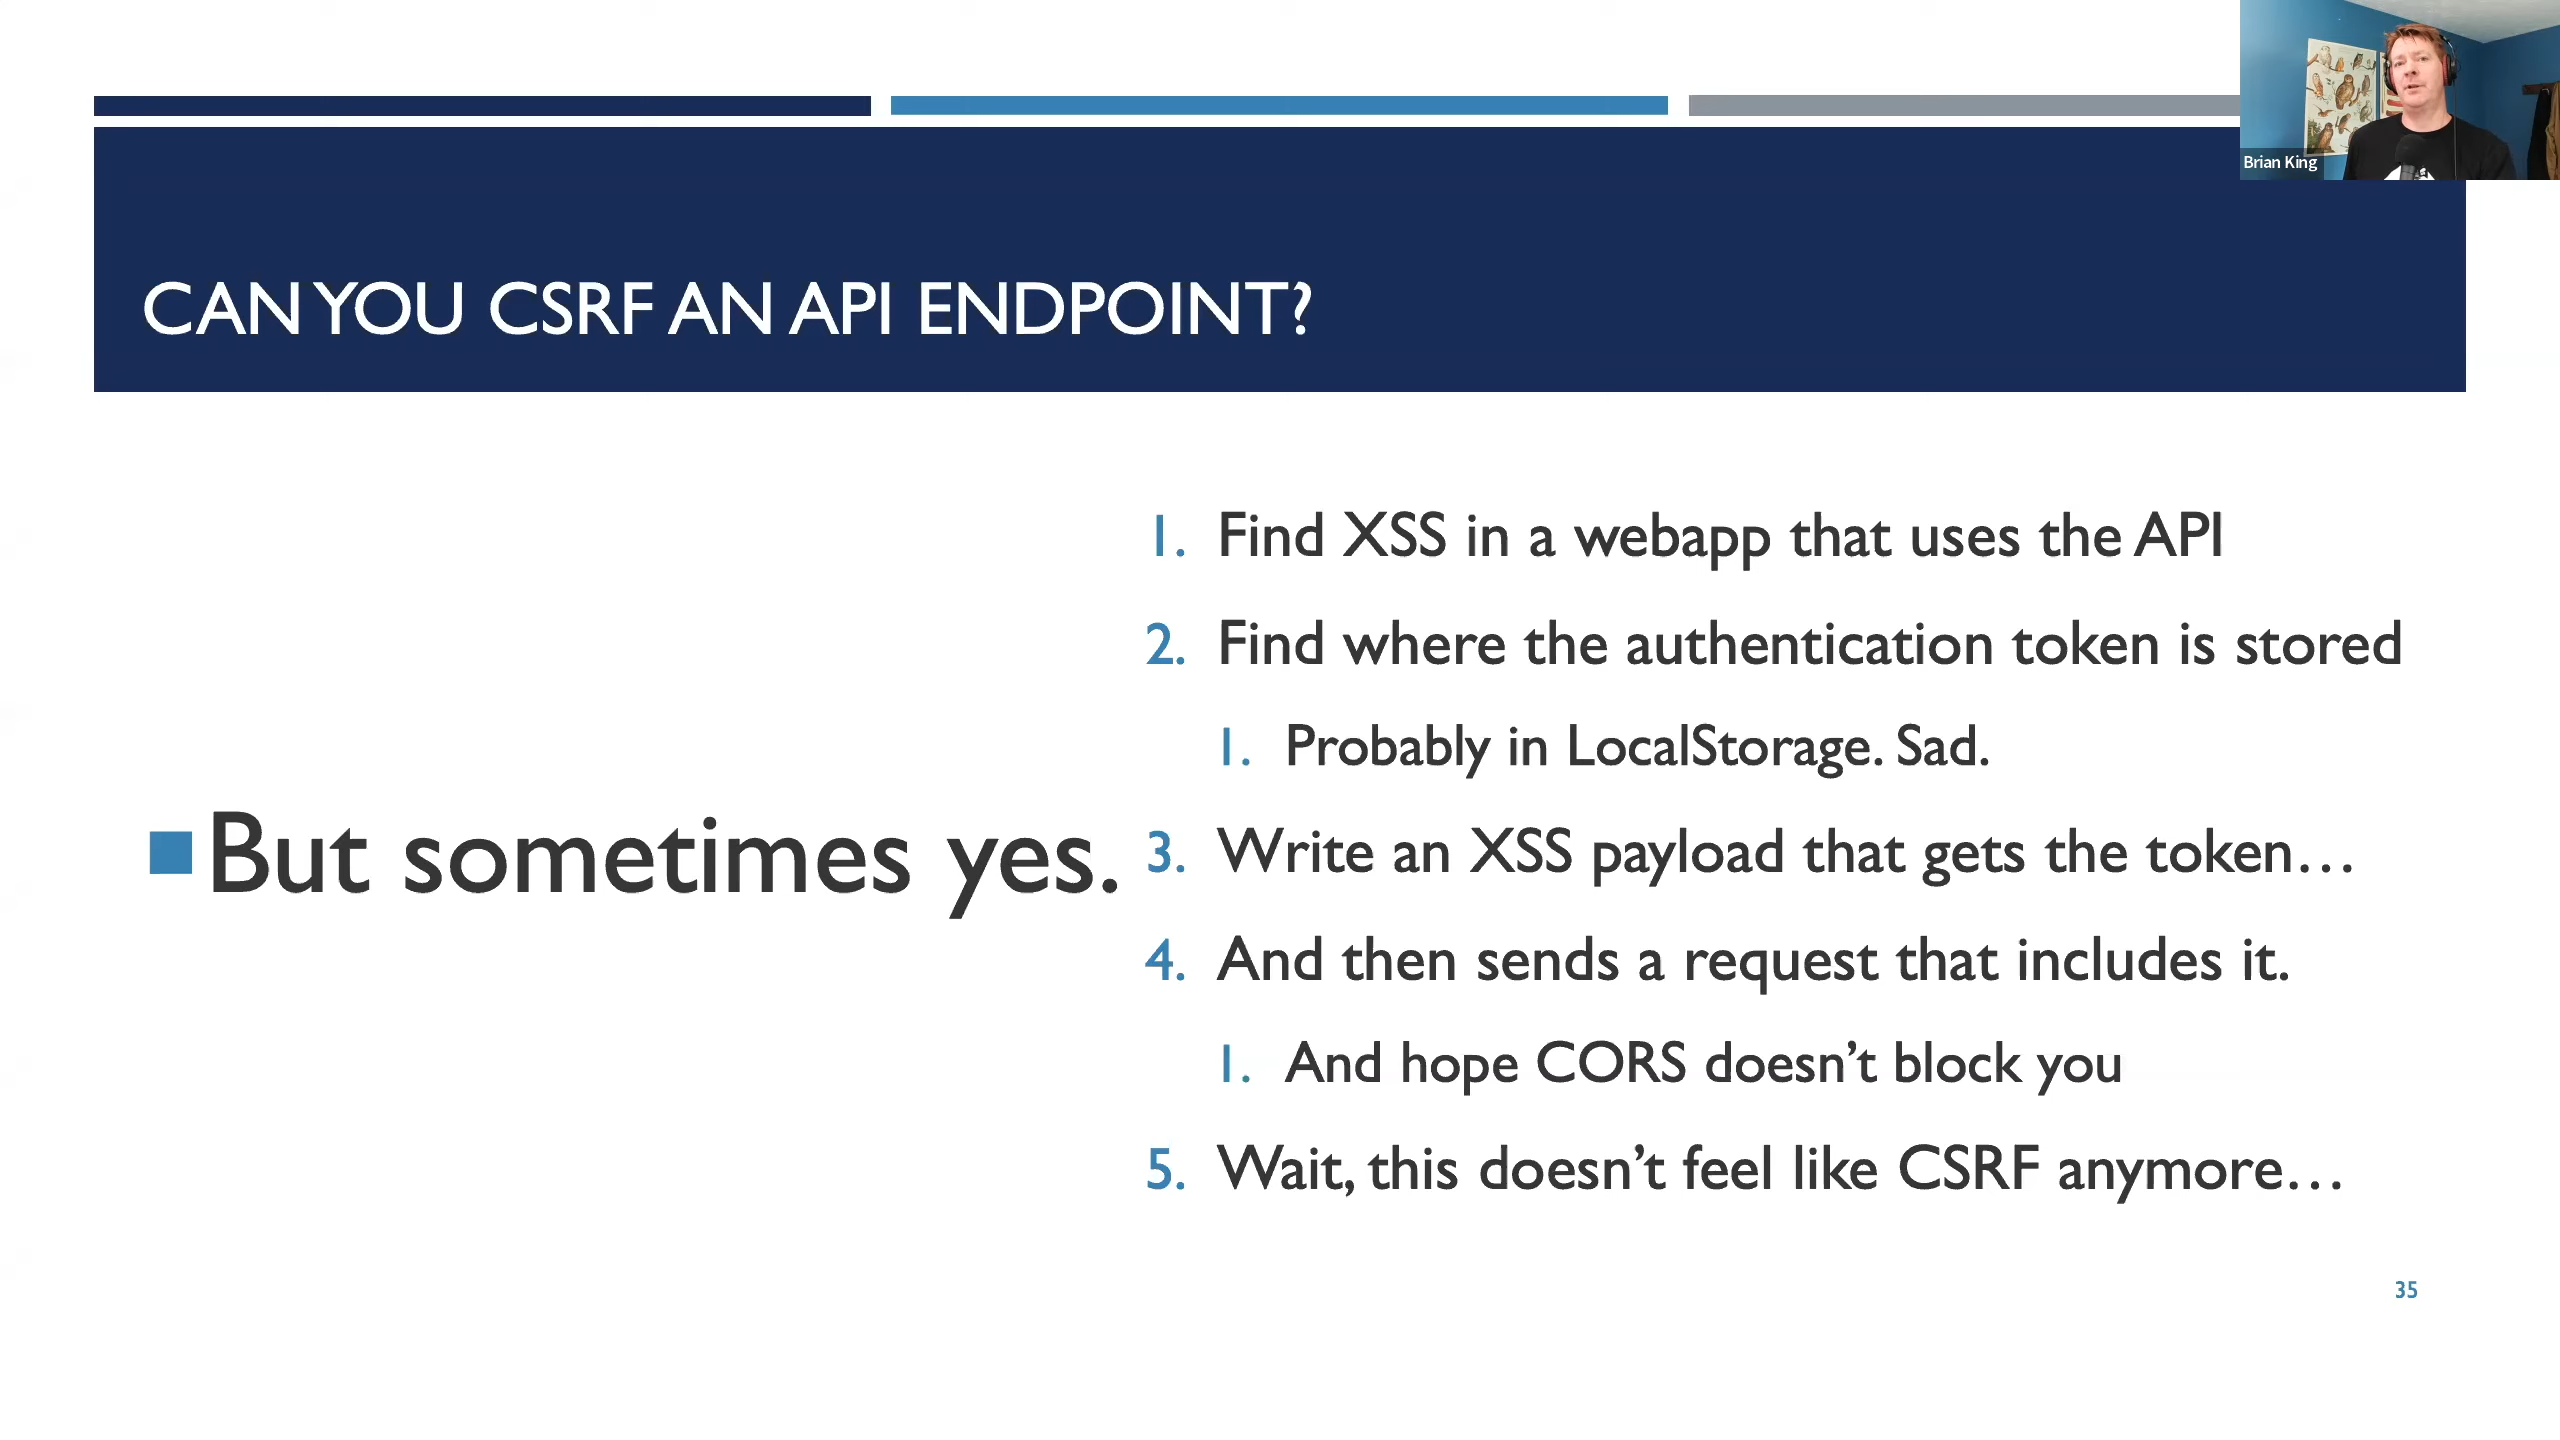 Brian King
CAN YOU CSRF AN API ENDPOINT?
But sometimes yes.
1. Find XSS in a webapp that uses the API
2. Find where the authentication token is stored
1. Probably in LocalStorage. Sad.
3. Write an XSS payload that gets the token…
4. And then sends a request that includes it.
1. And hope CORS doesn’t block you
5. Wait, this doesn’t feel like CSRF anymore…
35